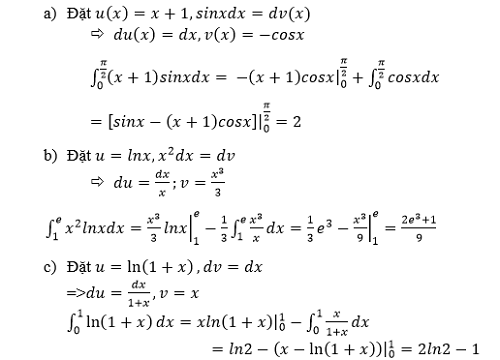 a) Đặt u(x) = x + 1, sinxdx = dv(x)
⇒ du(x) = dx, v(x) = −cosx
∫₀^{π/2}(x + 1)sinxdx = −(x + 1)cosx|₀^{π/2} + ∫₀^{π/2} cosxdx
= [sinx − (x + 1)cosx]|₀^{π/2} = 2
b) Đặt u = lnx, x²dx = dv
⇒ du = dx/x ; v = x³/3
∫₁^e x²lnxdx = x³/3 lnx|₁^e − 1/3 ∫₁^e x³/x dx = 1/3 e³ − x³/9|₁^e = (2e³+1)/9
c) Đặt u = ln(1 + x), dv = dx
=>du = dx/(1+x), v = x
∫₀¹ ln(1 + x) dx = xln(1 + x)|₀¹ − ∫₀¹ x/(1+x) dx
= ln2 − (x − ln(1 + x))|₀¹ = 2ln2 − 1